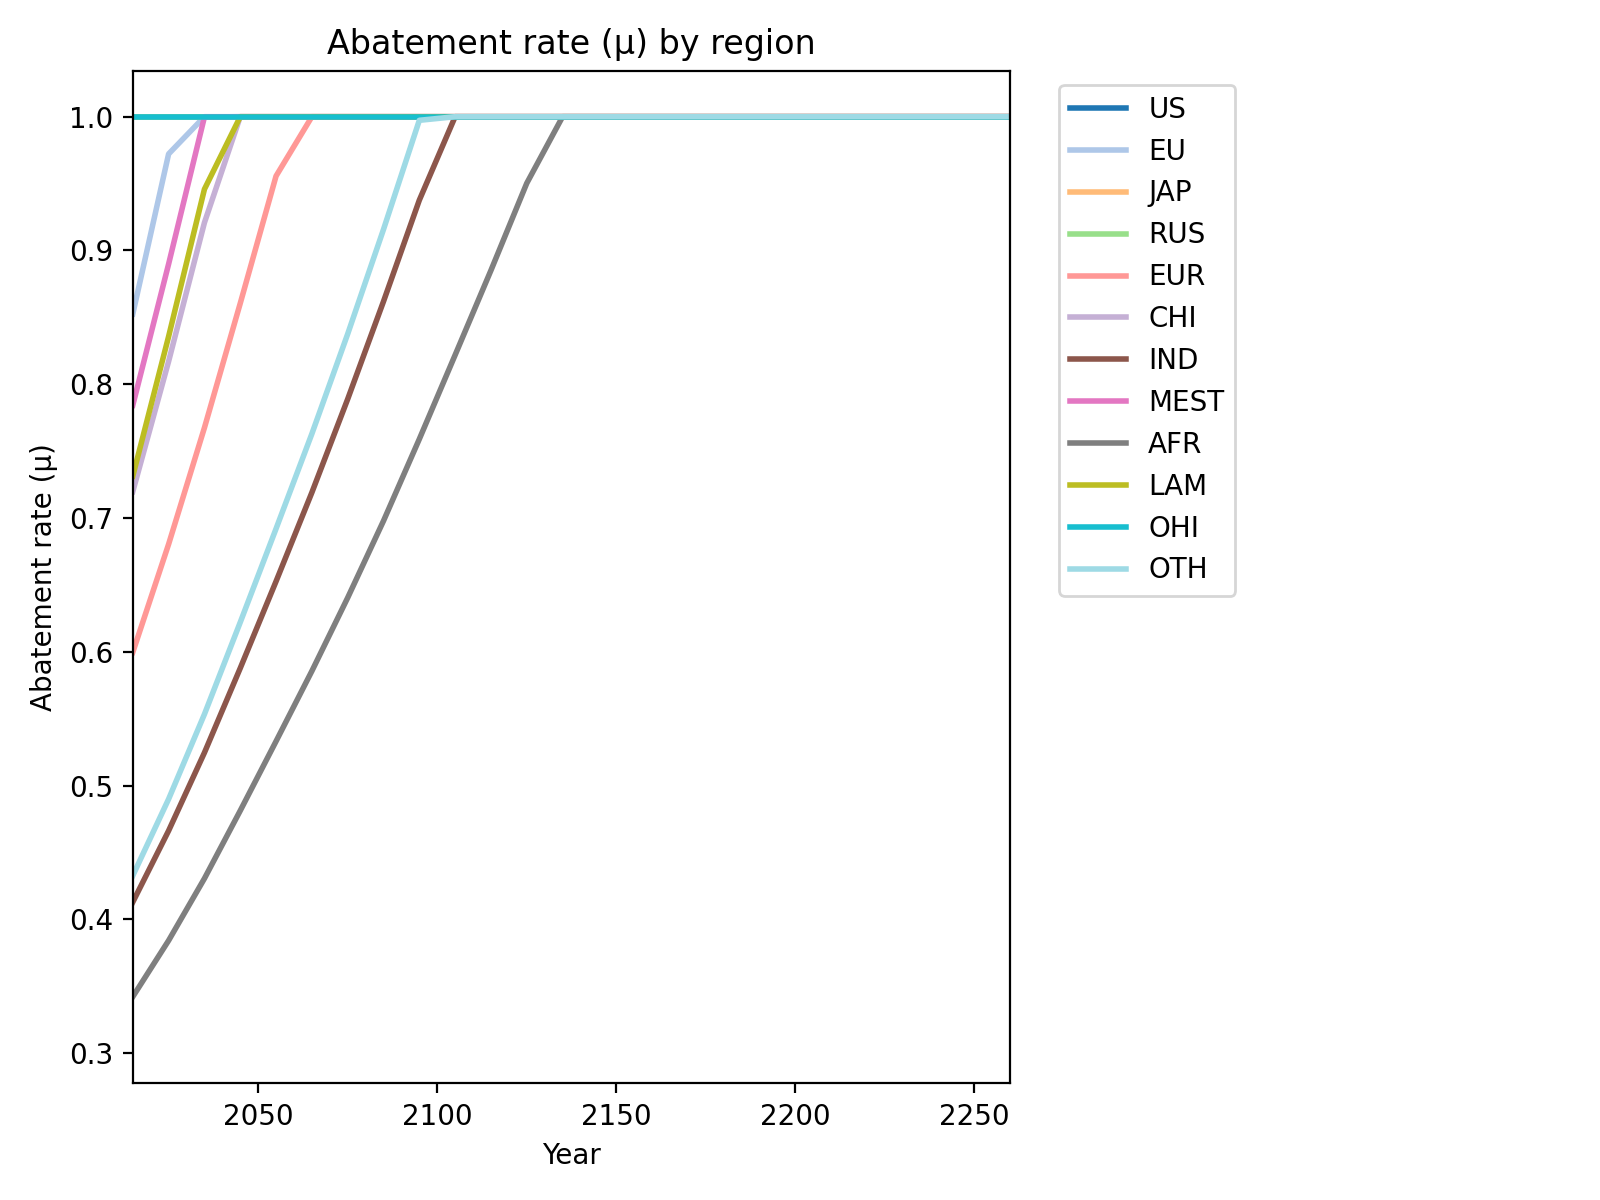 Abatement rate (μ) by region
Abatement rate (μ)
1.0
0.9
0.8
0.7
0.6
0.5
0.4
0.3
2050 2100 2150 2200 2250
Year
US
EU
JAP
RUS
EUR
CHI
IND
MEST
AFR
LAM
OHI
OTH